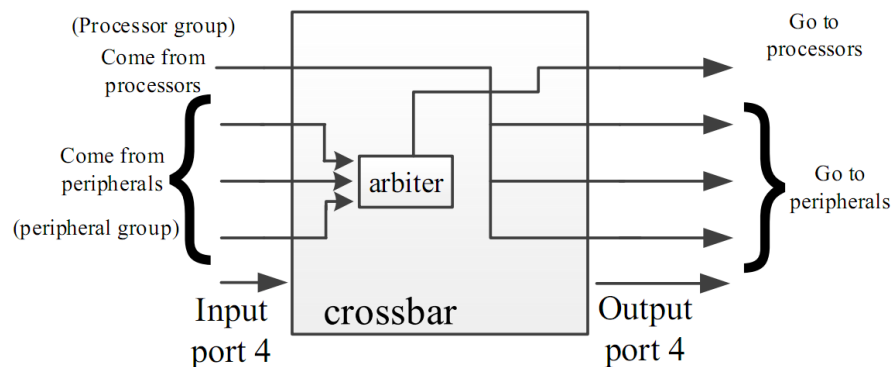 (Processor group)
Come from
processors
Come from
peripherals
(peripheral group)
Input
port 4
arbiter
crossbar
Output
port 4
Go to
processors
Go to
peripherals